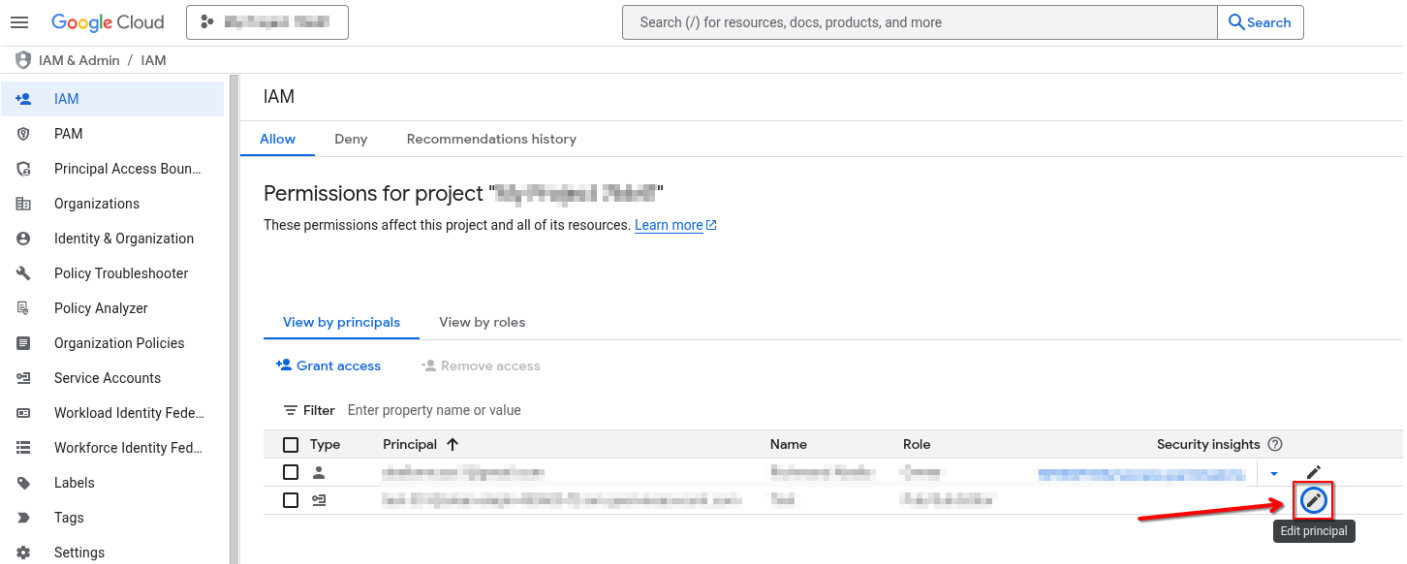 Google Cloud
Search (/) for resources, docs, products, and more
Search
IAM & Admin / IAM
IAM
PAM
Principal Access Boun...
Organizations
Identity & Organization
Policy Troubleshooter
Policy Analyzer
Organization Policies
Service Accounts
Workload Identity Fede...
Workforce Identity Fed...
Labels
Tags
Settings
IAM
Allow Deny Recommendations history
Permissions for project " "
These permissions affect this project and all of its resources. Learn more
View by principals View by roles
Grant access Remove access
Filter Enter property name or value
Type Principal Name Role Security insights
Edit principal